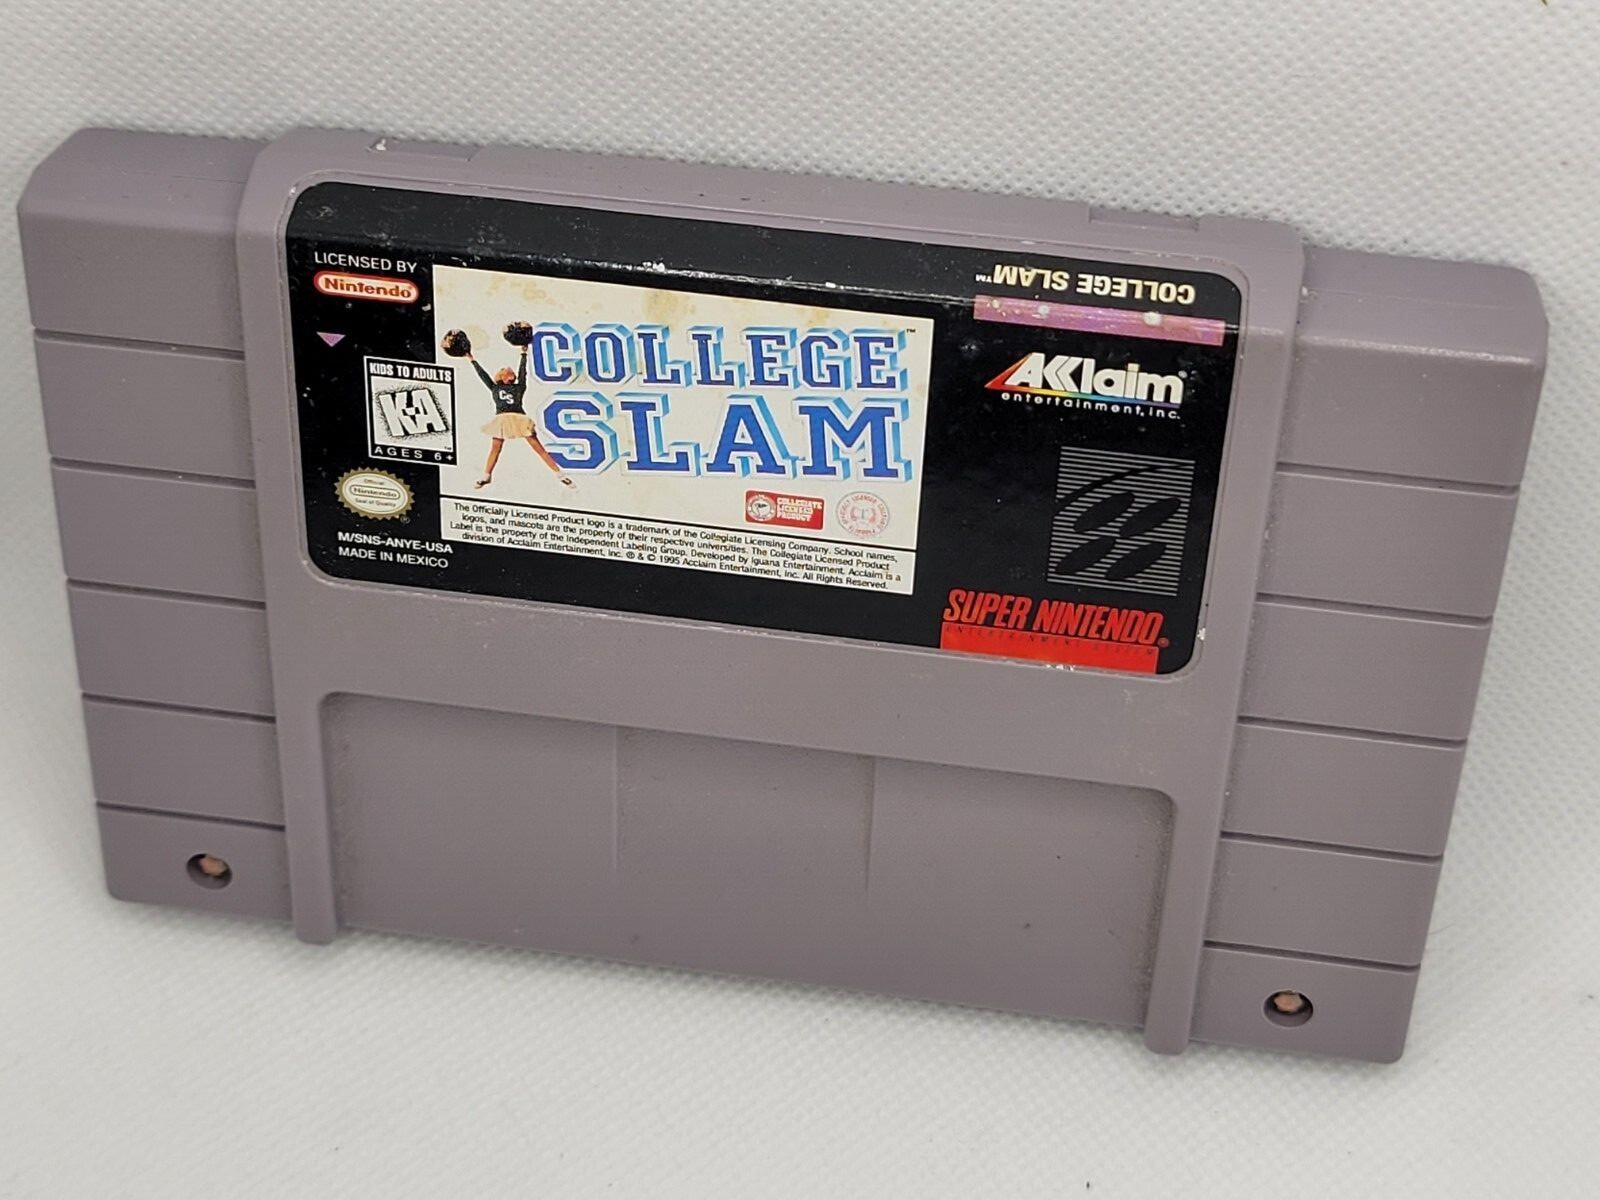 COLLEGE SLAM™
LICENSED BY
Nintendo
KIDS TO ADULTS
K-A
AGES 6+
Official
Nintendo
Seal of Quality
M/SNS-ANYE-USA
MADE IN MEXICO
COLLEGE™
SLAM
CS
COLLEGIATE
LICENSED
PRODUCT
The Officially Licensed Product logo is a trademark of the Collegiate Licensing Company. School names,
logos, and mascots are the property of their respective universities. The Collegiate Licensed Product
Label is the property of the Independent Labeling Group. Developed by Iguana Entertainment. Acclaim is a
division of Acclaim Entertainment, Inc. ® & © 1995 Acclaim Entertainment, Inc. All Rights Reserved.
AKKlaim
entertainment, inc.
SUPER NINTENDO®
ENTERTAINMENT SYSTEM